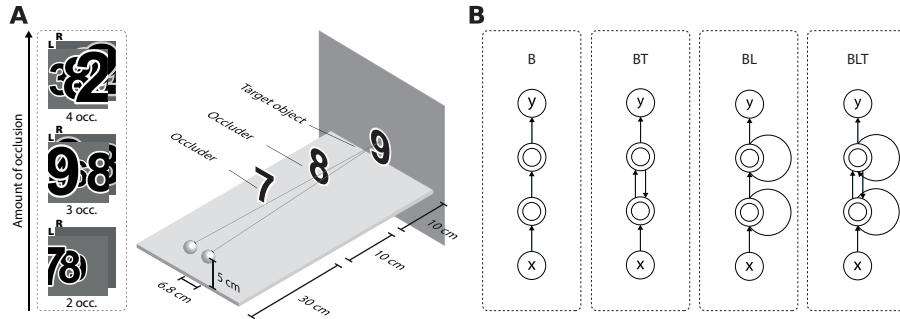 A
B
Amount of occlusion
R
L
4 occ.
R
L
3 occ.
R
L
2 occ.
Target object
Occluder
Occluder
7
8
9
5 cm
6.8 cm
30 cm
10 cm
10 cm
B
BT
BL
BLT
y
y
y
y
x
x
x
x